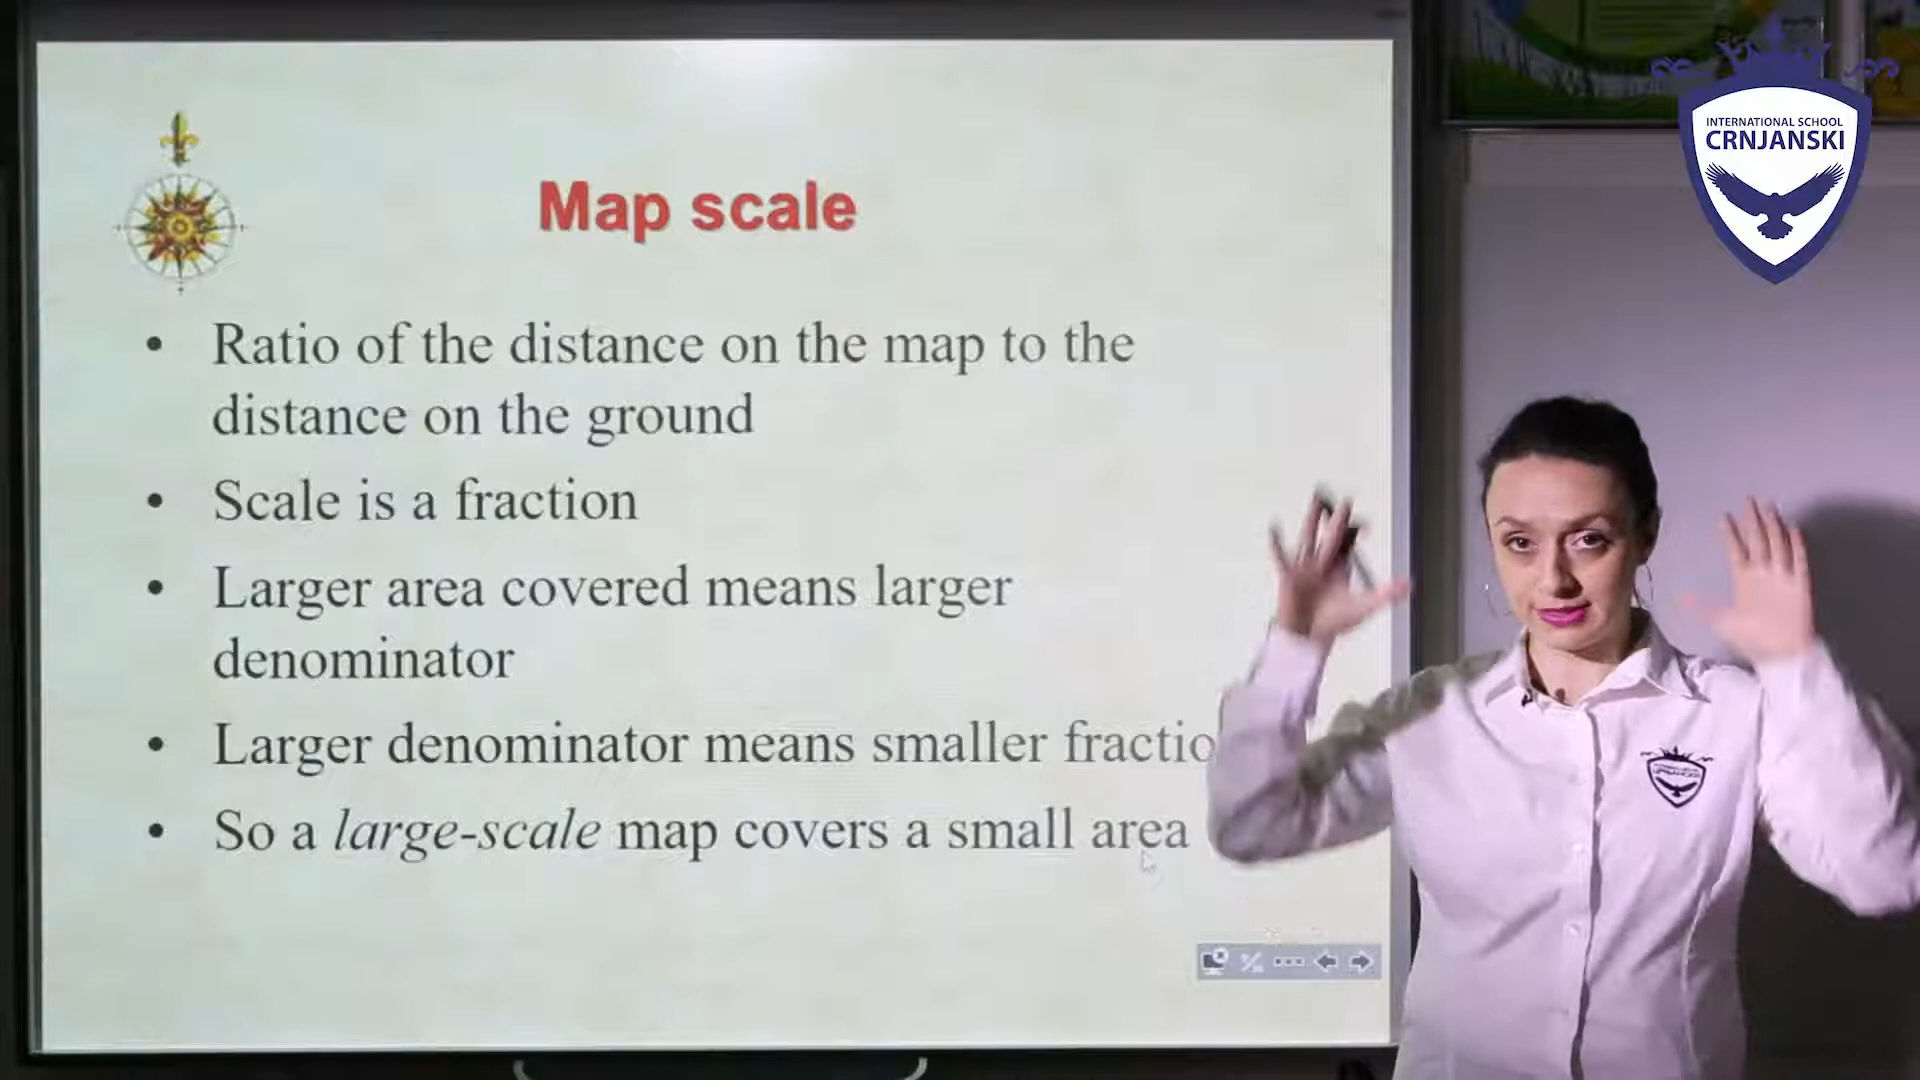 INTERNATIONAL SCHOOL
CRNJANSKI
Map scale
• Ratio of the distance on the map to the
distance on the ground
• Scale is a fraction
• Larger area covered means larger
denominator
• Larger denominator means smaller fractio
• So a large-scale map covers a small area